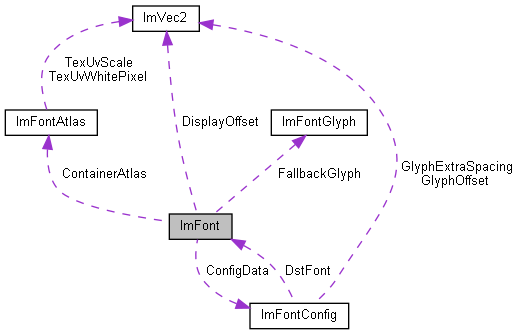 ImVec2
TexUvScale
TexUvWhitePixel
ImFontAtlas
DisplayOffset
ImFontGlyph
ContainerAtlas
FallbackGlyph
GlyphExtraSpacing
GlyphOffset
ImFont
ConfigData
DstFont
ImFontConfig